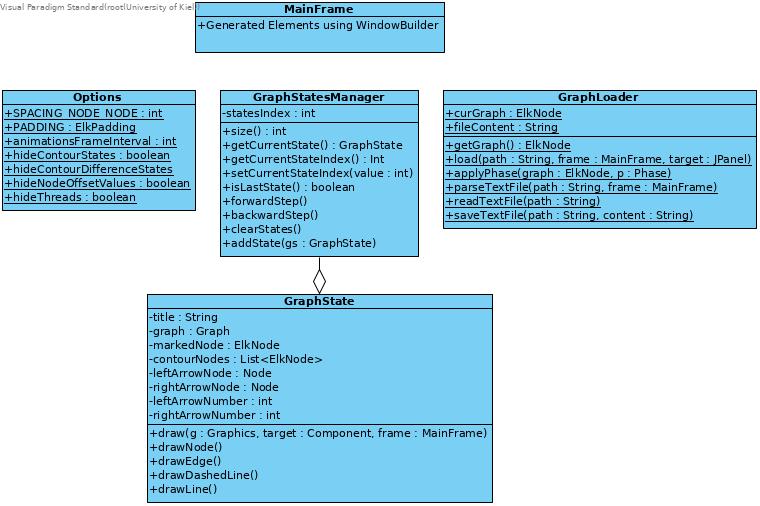 Visual Paradigm Standard(root(University of Kiel))
MainFrame
+Generated Elements using WindowBuilder
Options
+SPACING_NODE_NODE : int
+PADDING : ElkPadding
+animationsFrameInterval : int
+hideContourStates : boolean
+hideContourDifferenceStates
+hideNodeOffsetValues : boolean
+hideThreads : boolean
GraphStatesManager
-statesIndex : int
+size() : int
+getCurrentState() : GraphState
+getCurrentStateIndex() : Int
+setCurrentStateIndex(value : int)
+isLastState() : boolean
+forwardStep()
+backwardStep()
+clearStates()
+addState(gs : GraphState)
GraphLoader
+curGraph : ElkNode
+fileContent : String
+getGraph() : ElkNode
+load(path : String, frame : MainFrame, target : JPanel)
+applyPhase(graph : ElkNode, p : Phase)
+parseTextFile(path : String, frame : MainFrame)
+readTextFile(path : String)
+saveTextFile(path : String, content : String)
GraphState
-title : String
-graph : Graph
-markedNode : ElkNode
-contourNodes : List<ElkNode>
-leftArrowNode : Node
-rightArrowNode : Node
-leftArrowNumber : int
-rightArrowNumber : int
+draw(g : Graphics, target : Component, frame : MainFrame)
+drawNode()
+drawEdge()
+drawDashedLine()
+drawLine()